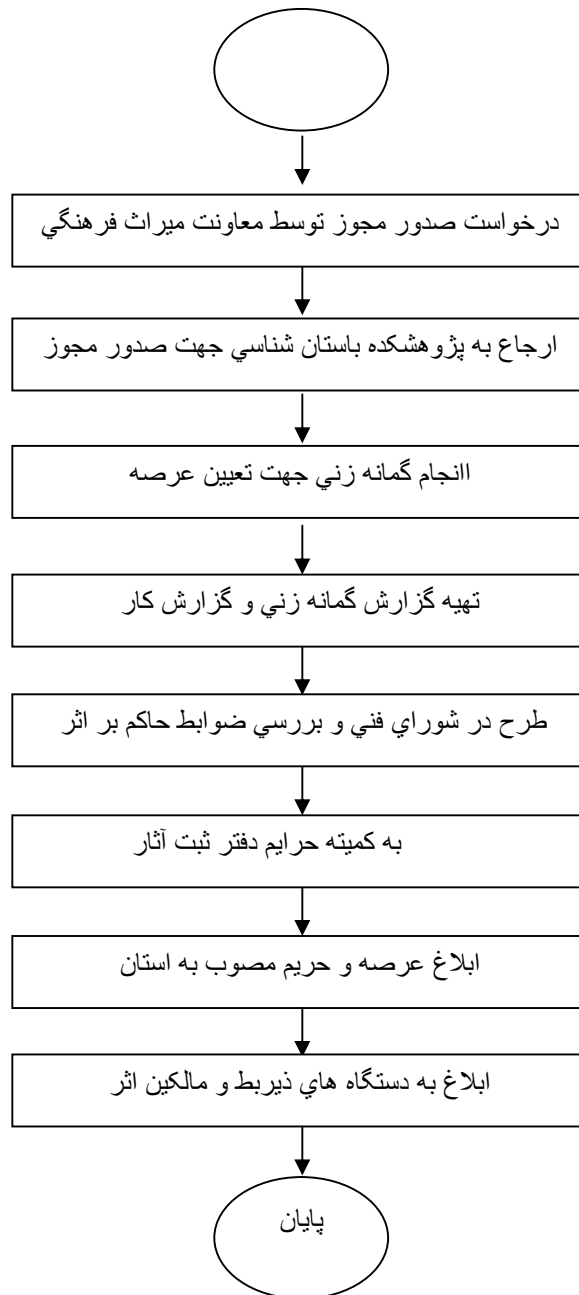 درخواست صدور مجوز توسط معاونت ميراث فرهنگي
ارجاع به پژوهشكده باستان شناسي جهت صدور مجوز
اانجام گمانه زني جهت تعيين عرصه
تهيه گزارش گمانه زني و گزارش كار
طرح در شوراي فني و بررسي ضوابط حاكم بر اثر
به كميته حرايم دفتر ثبت آثار
ابلاغ عرصه و حريم مصوب به استان
ابلاغ به دستگاه هاي ذيربط و مالكين اثر
پايان